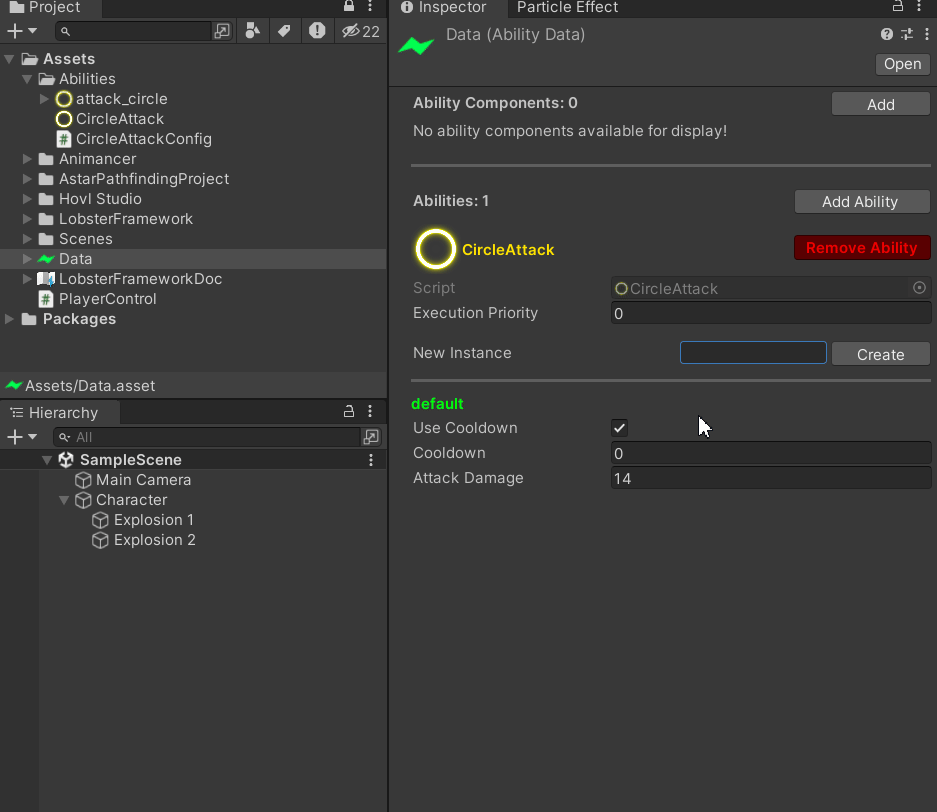 Project
22
Assets
Abilities
attack_circle
CircleAttack
# CircleAttackConfig
Animancer
AstarPathfindingProject
Hovl Studio
LobsterFramework
Scenes
Data
LobsterFrameworkDoc
# PlayerControl
Packages
Assets/Data.asset
Hierarchy
All
SampleScene
Main Camera
Character
Explosion 1
Explosion 2
Inspector Particle Effect
Data (Ability Data)
Open
Ability Components: 0 Add
No ability components available for display!
Abilities: 1 Add Ability
CircleAttack Remove Ability
Script CircleAttack
Execution Priority 0
New Instance Create
default
Use Cooldown
Cooldown 0
Attack Damage 14